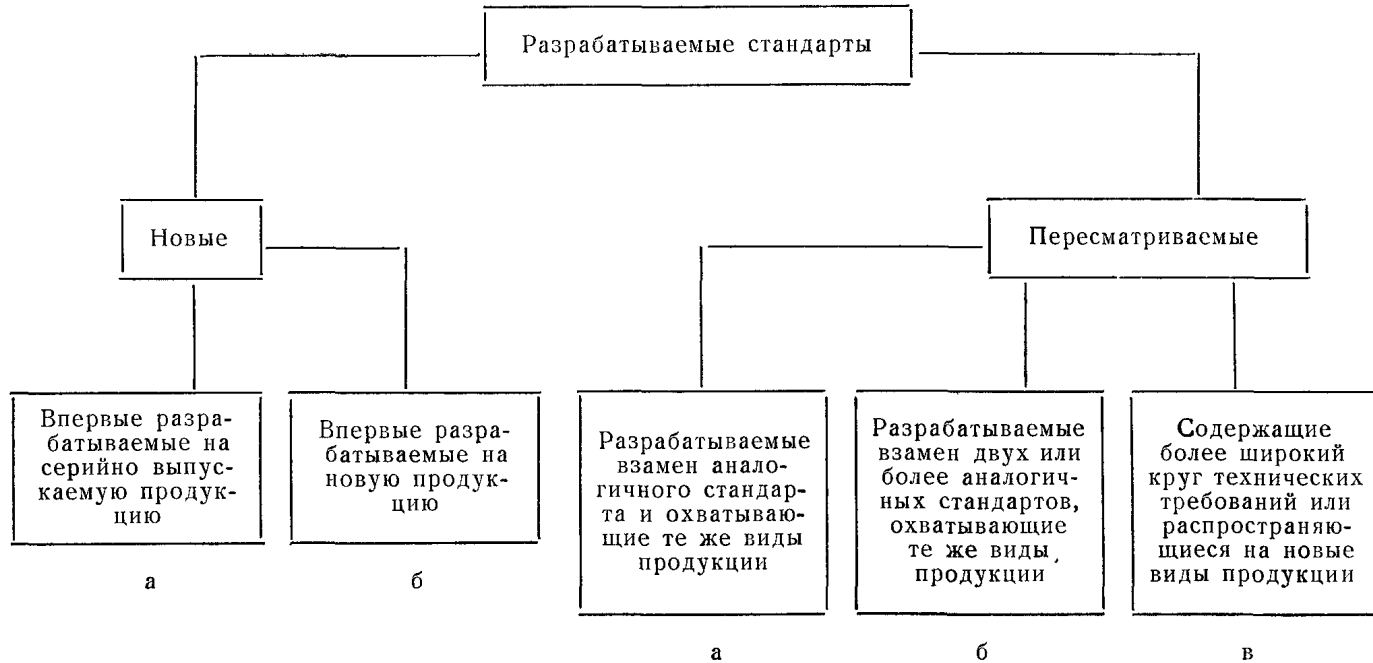 Разрабатываемые стандарты
Новые
Пересматриваемые
Впервые разра-
батываемые на
серийно выпус-
каемую продук-
цию
а
Впервые разра-
батываемые на
новую продук-
цию
б
Разрабатываемые
взамен анало-
гичного стандар-
та и охватываю-
щие те же виды
продукции
а
Разрабатываемые
взамен двух или
более аналогич-
ных стандартов,
охватывающие
те же виды
продукции
б
Содержащие
более широкий
круг технических
требований или
распространяю-
щиеся на новые
виды продукции
в